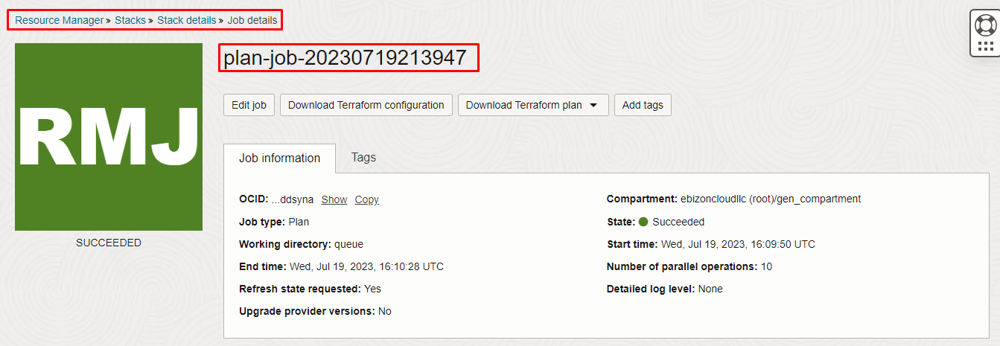 Resource Manager » Stacks » Stack details » Job details
plan-job-20230719213947
RMJ
SUCCEEDED
Edit job
Download Terraform configuration
Download Terraform plan
Add tags
Job information
Tags
OCID: ...ddsyna Show Copy
Compartment: ebizoncloudllc (root)/gen_compartment
Job type: Plan
State: Succeeded
Working directory: queue
Start time: Wed, Jul 19, 2023, 16:09:50 UTC
End time: Wed, Jul 19, 2023, 16:10:28 UTC
Number of parallel operations: 10
Refresh state requested: Yes
Detailed log level: None
Upgrade provider versions: No